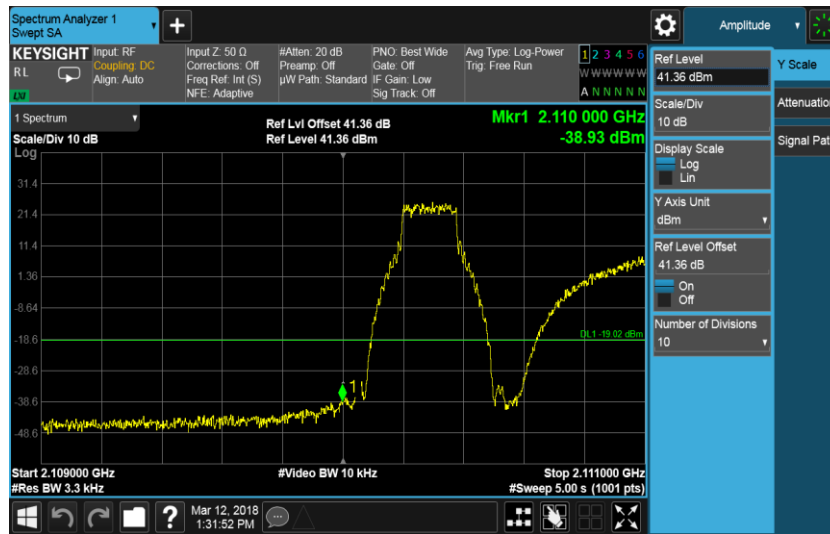 Spectrum Analyzer 1
Swept SA
+
Amplitude
KEYSIGHT
RL
LXI
Input: RF
Coupling: DC
Align: Auto
Input Z: 50 Ω
Corrections: Off
Freq Ref: Int (S)
NFE: Adaptive
#Atten: 20 dB
Preamp: Off
µW Path: Standard
PNO: Best Wide
Gate: Off
IF Gain: Low
Sig Track: Off
Avg Type: Log-Power
Trig: Free Run
1 2 3 4 5 6
W W W W W W
A N N N N N
1 Spectrum
Scale/Div 10 dB
Log
Ref Lvl Offset 41.36 dB
Ref Level 41.36 dBm
Mkr1 2.110 000 GHz
-38.93 dBm
31.4
21.4
11.4
1.36
-8.64
-18.6
-28.6
-38.6
-48.6
DL1 -19.02 dBm
1
Start 2.109000 GHz
#Res BW 3.3 kHz
#Video BW 10 kHz
Stop 2.111000 GHz
#Sweep 5.00 s (1001 pts)
Ref Level
41.36 dBm
Scale/Div
10 dB
Display Scale
Log
Lin
Y Axis Unit
dBm
Ref Level Offset
41.36 dB
On
Off
Number of Divisions
10
Y Scale
Attenuation
Signal Pat
?
Mar 12, 2018
1:31:52 PM